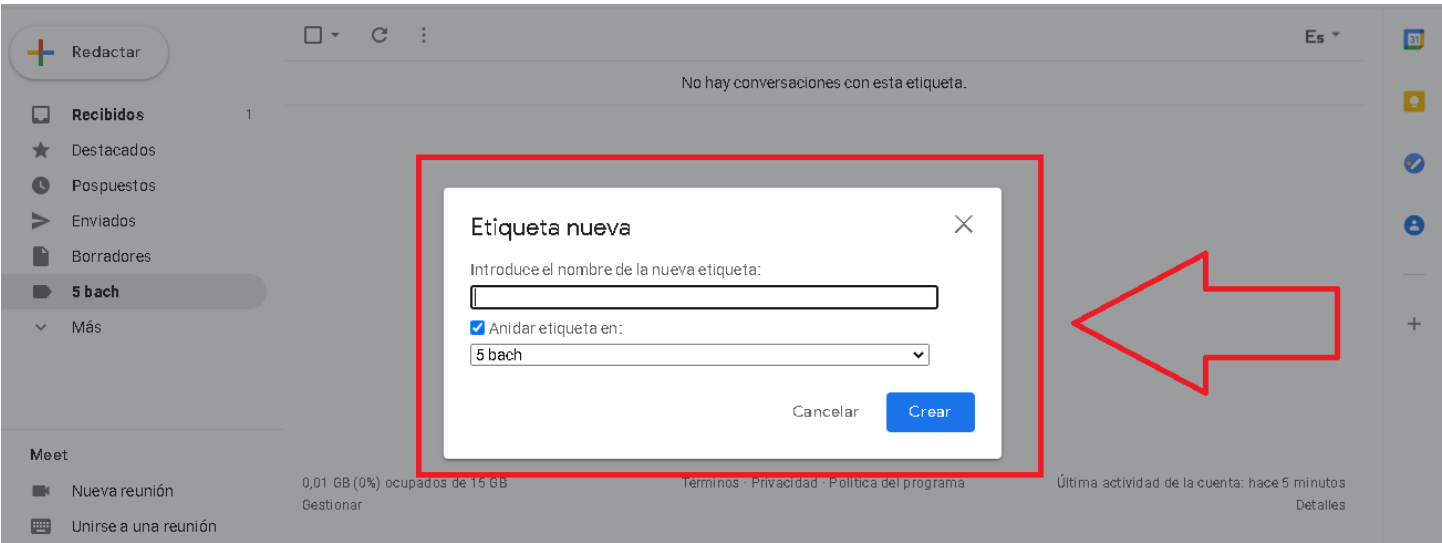 Redactar
Es
No hay conversaciones con esta etiqueta.
Recibidos 1
Destacados
Pospuestos
Enviados
Borradores
5 bach
Más
Etiqueta nueva
Introduce el nombre de la nueva etiqueta:
Anidar etiqueta en:
5 bach
Cancelar Crear
Meet
Nueva reunión
Unirse a una reunión
0,01 GB (0%) ocupados de 15 GB
Gestionar
Términos · Privacidad · Política del programa
Última actividad de la cuenta: hace 5 minutos
Detalles
31